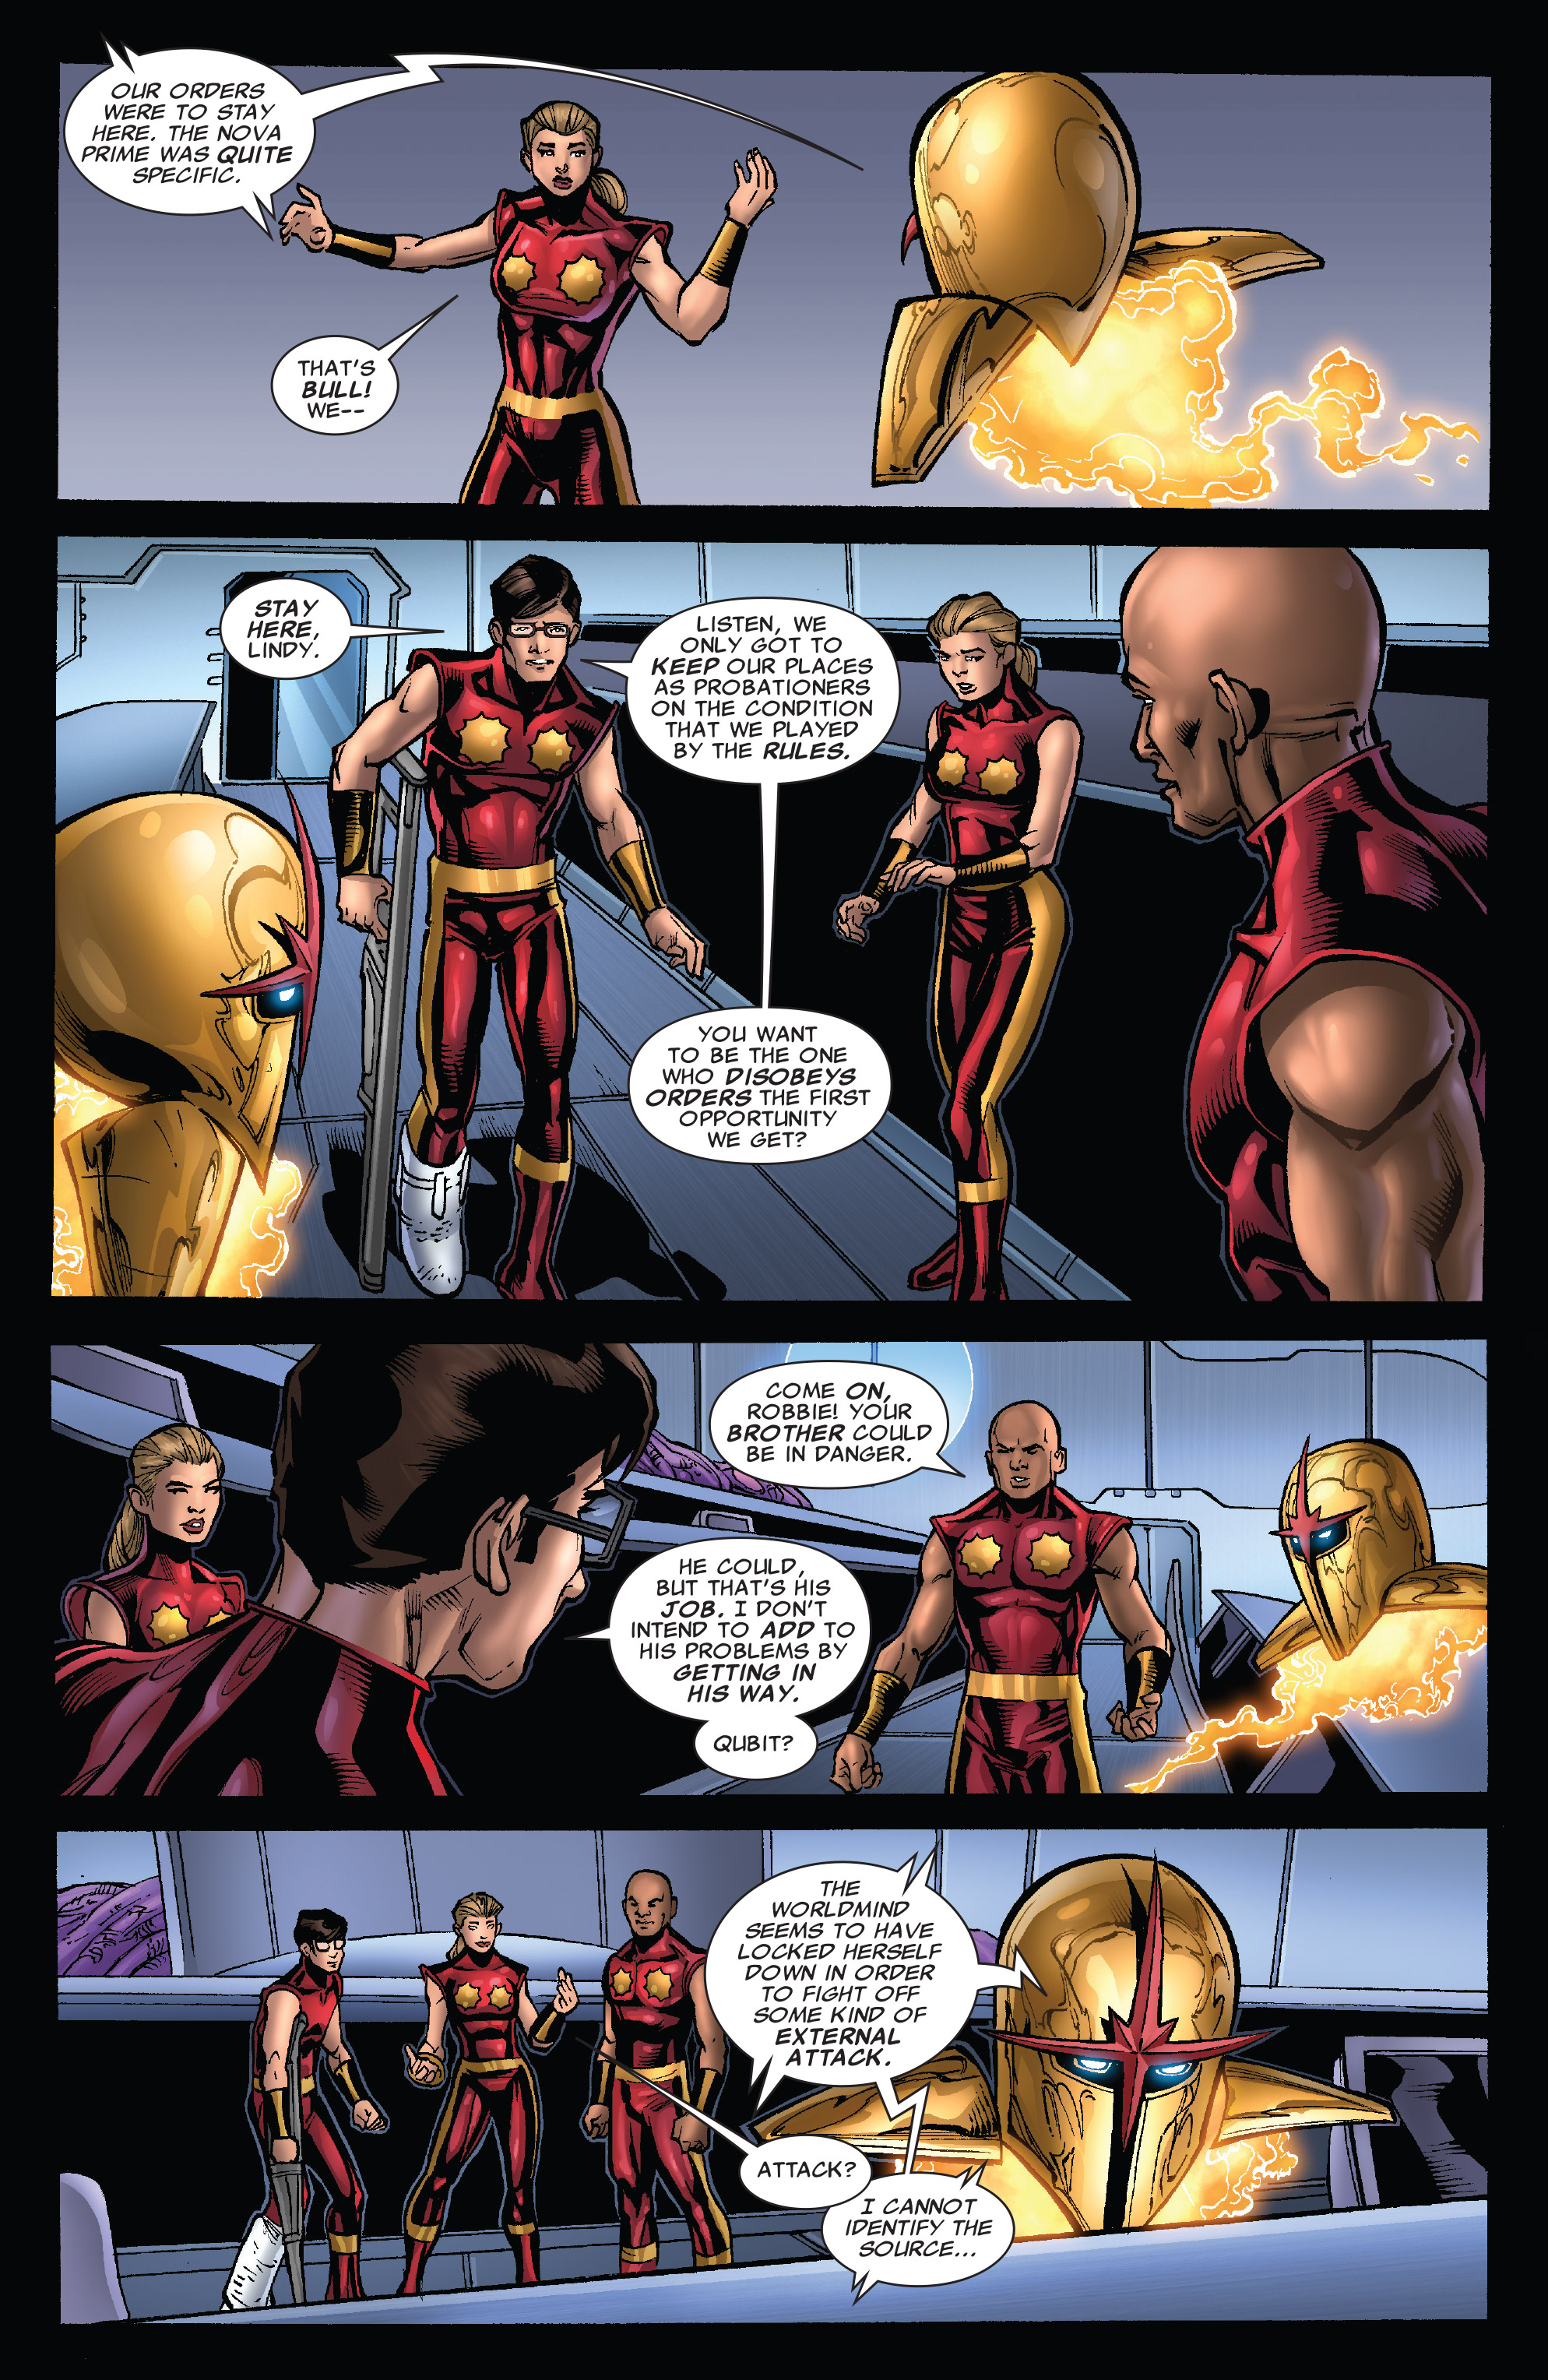 OUR ORDERS
WERE TO STAY
HERE. THE NOVA
PRIME WAS QUITE
SPECIFIC.
THAT'S
BULL!
WE--
STAY
HERE,
LINDY.
LISTEN, WE
ONLY GOT TO
KEEP OUR PLACES
AS PROBATIONERS
ON THE CONDITION
THAT WE PLAYED
BY THE RULES.
YOU WANT
TO BE THE ONE
WHO DISOBEYS
ORDERS THE FIRST
OPPORTUNITY
WE GET?
COME ON,
ROBBIE! YOUR
BROTHER COULD
BE IN DANGER.
HE COULD,
BUT THAT'S HIS
JOB. I DON'T
INTEND TO ADD TO
HIS PROBLEMS BY
GETTING IN
HIS WAY.
QUBIT?
THE
WORLDMIND
SEEMS TO HAVE
LOCKED HERSELF
DOWN IN ORDER
TO FIGHT OFF
SOME KIND OF
EXTERNAL
ATTACK.
ATTACK?
I CANNOT
IDENTIFY THE
SOURCE...